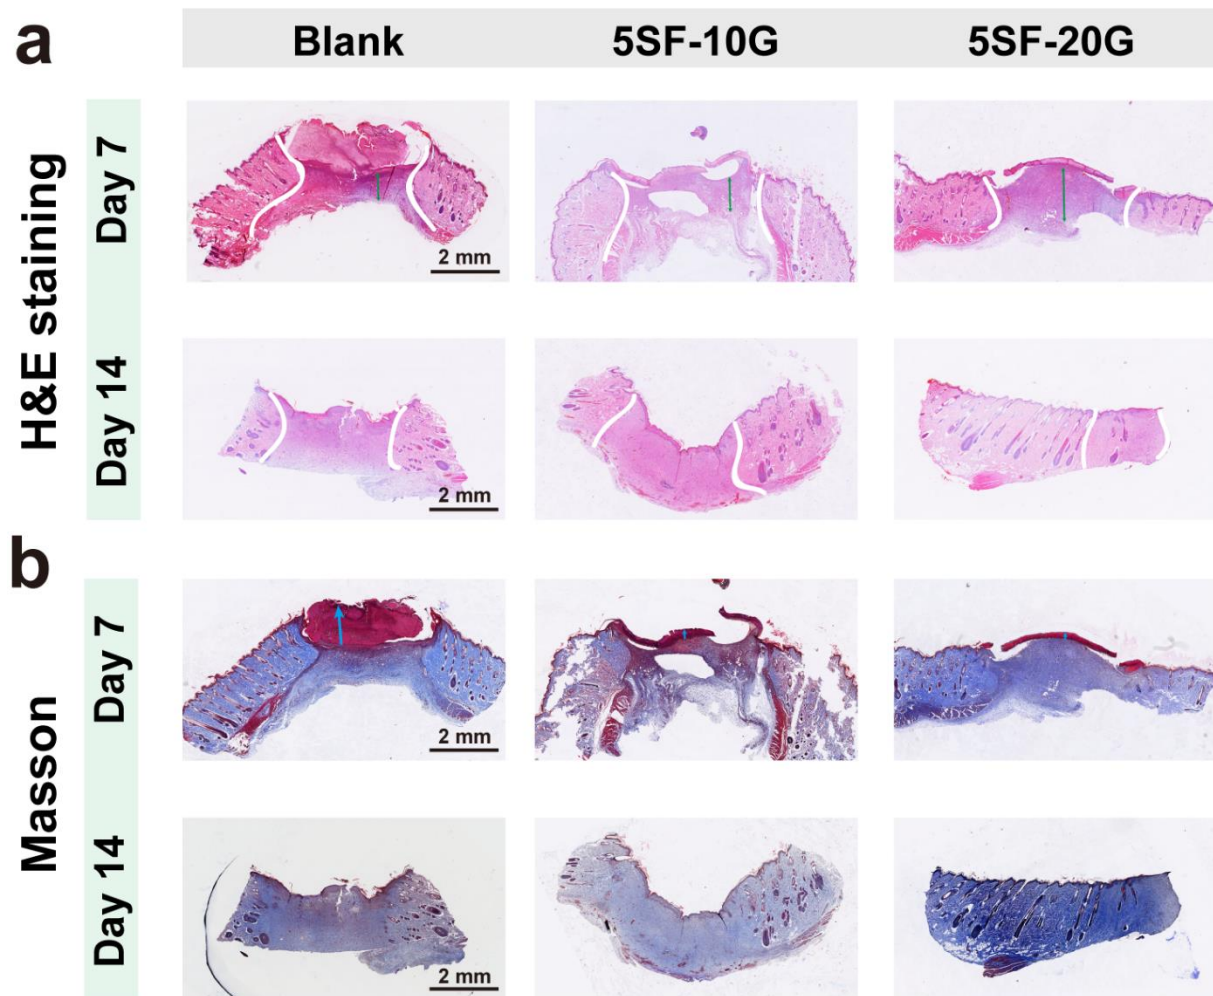 a
Blank
5SF-10G
5SF-20G
H&E staining
Day 7
2 mm
Day 14
2 mm
b
Masson
Day 7
2 mm
Day 14
2 mm